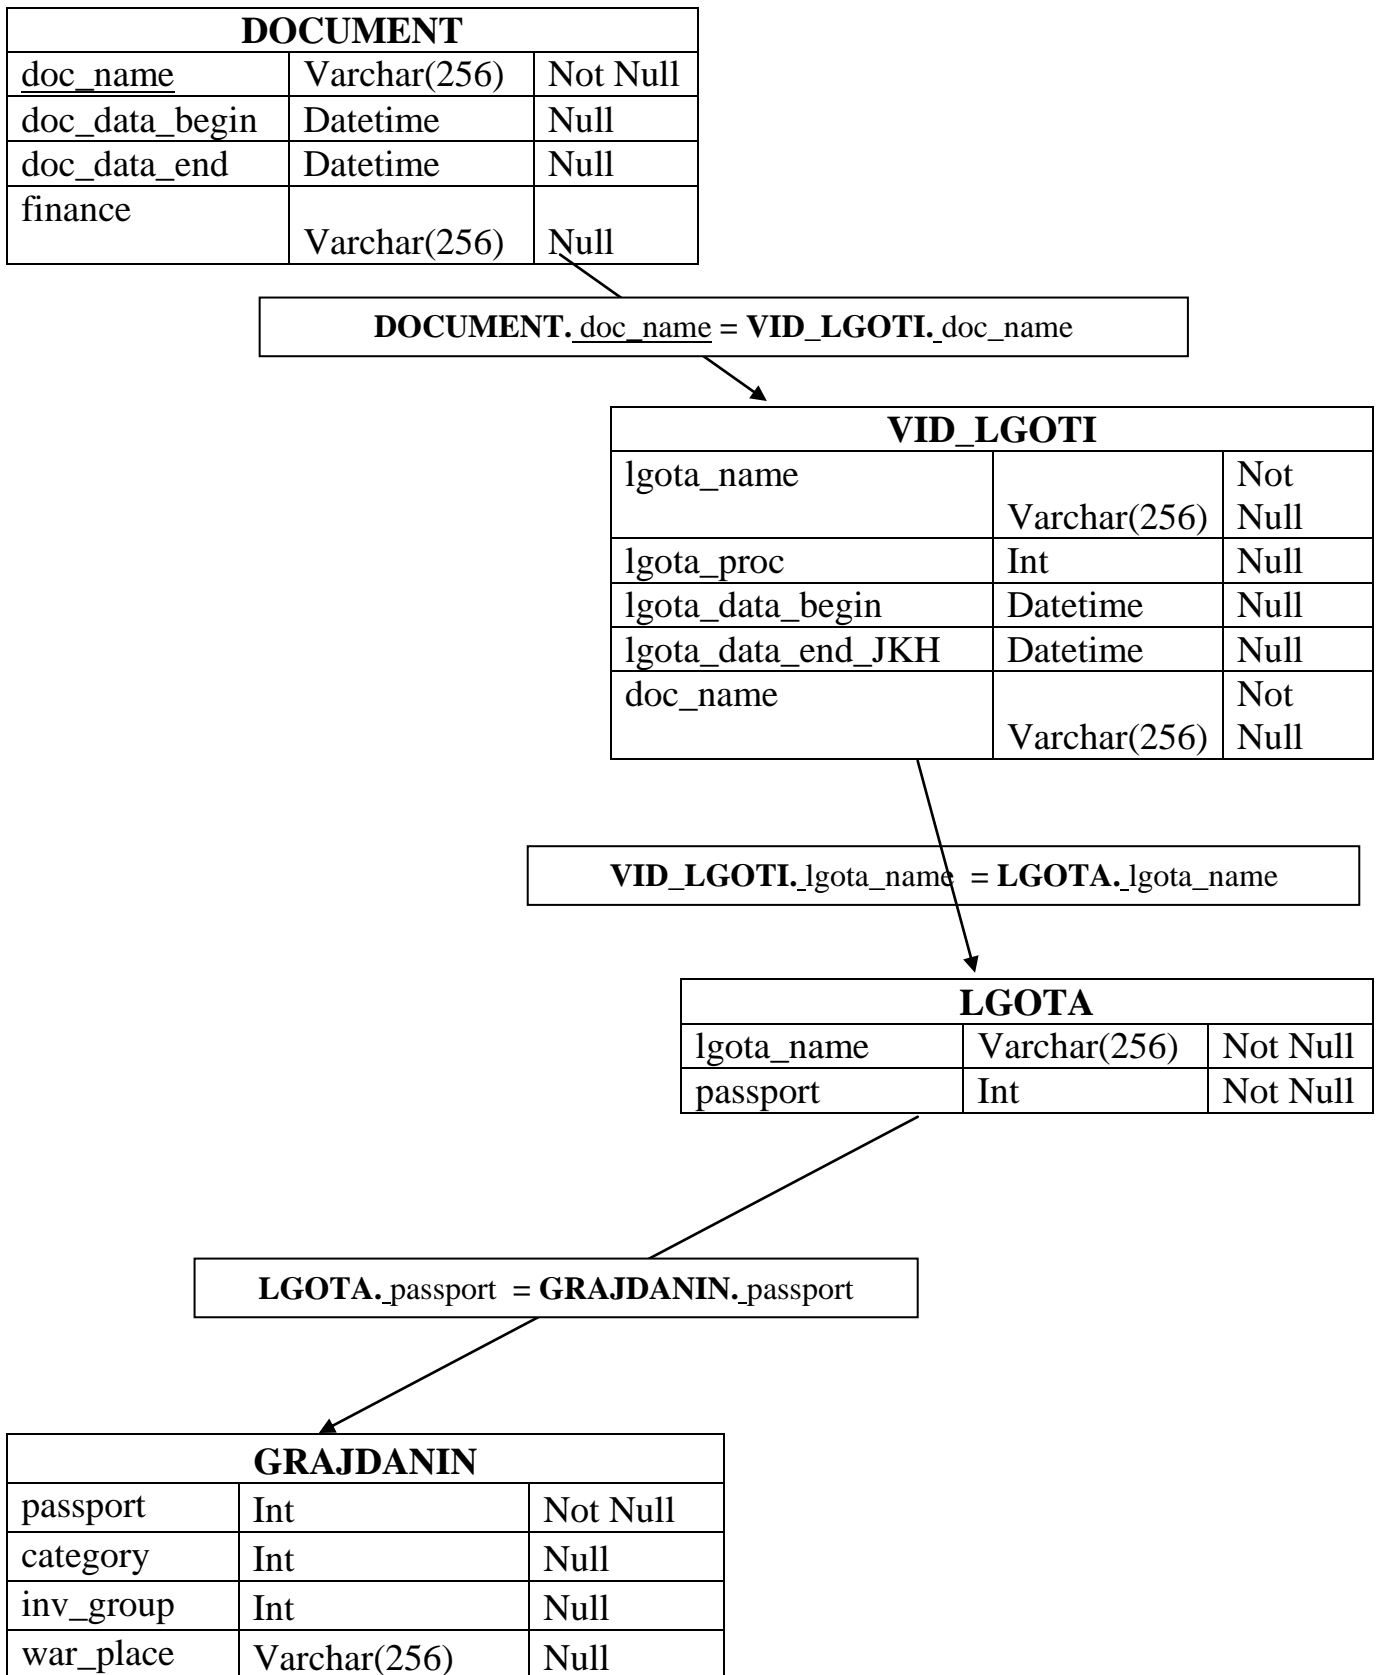 DOCUMENT
doc_name Varchar(256) Not Null
doc_data_begin Datetime Null
doc_data_end Datetime Null
finance
Varchar(256) Null
DOCUMENT. doc_name = VID_LGOTI. doc_name
VID_LGOTI
lgota_name Not
Varchar(256) Null
lgota_proc Int Null
lgota_data_begin Datetime Null
lgota_data_end_JKH Datetime Null
doc_name Not
Varchar(256) Null
VID_LGOTI. lgota_name = LGOTA. lgota_name
LGOTA
lgota_name Varchar(256) Not Null
passport Int Not Null
LGOTA. passport = GRAJDANIN. passport
GRAJDANIN
passport Int Not Null
category Int Null
inv_group Int Null
war_place Varchar(256) Null